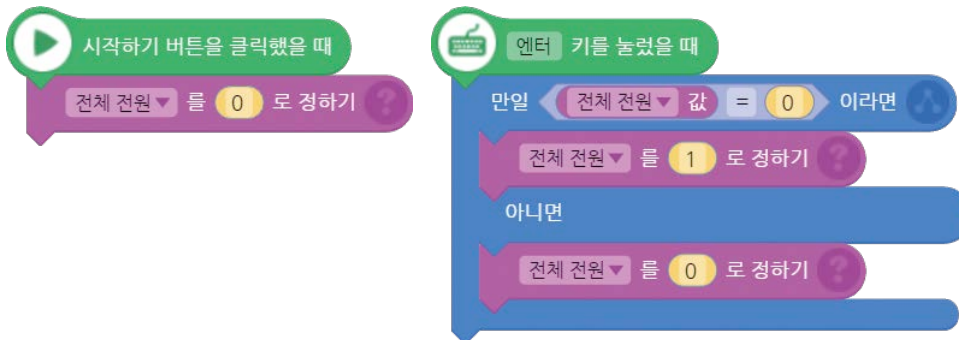 시작하기 버튼을 클릭했을 때
전체 전원 를 0 로 정하기 ?
엔터 키를 눌렀을 때
만일 전체 전원 값 = 0 이라면
전체 전원 를 1 로 정하기 ?
아니면
전체 전원 를 0 로 정하기 ?